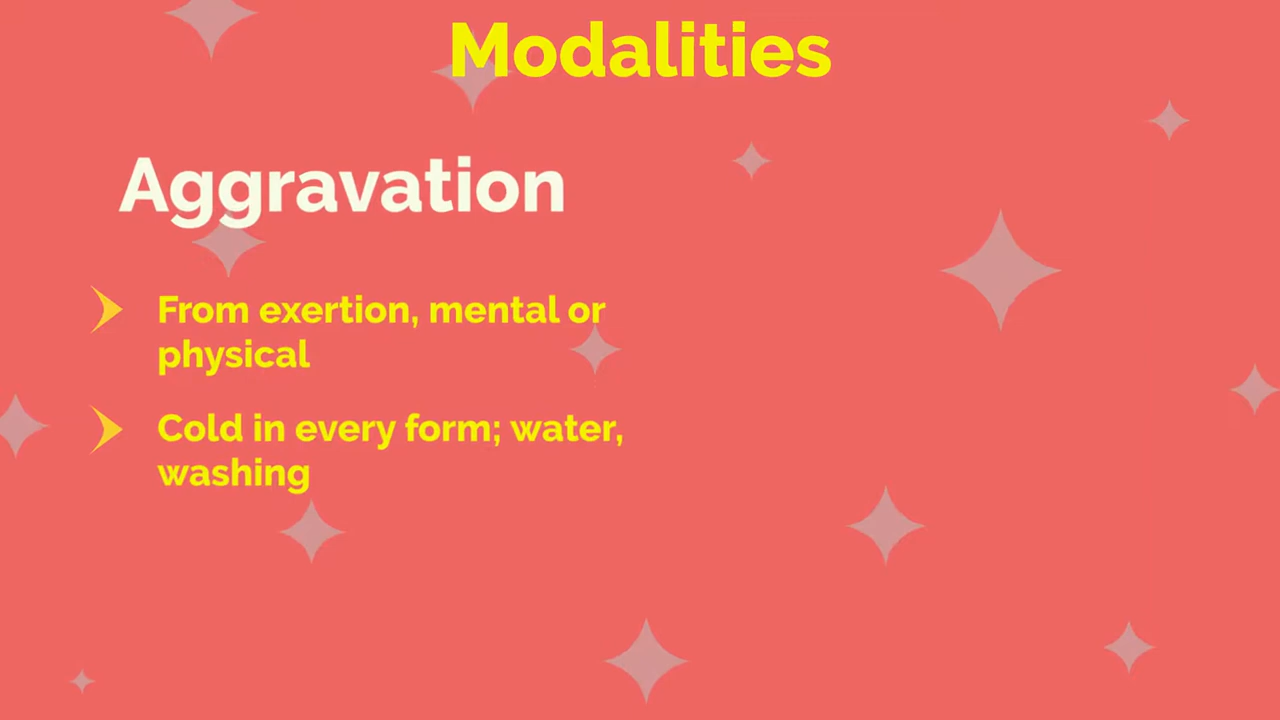 Modalities
Aggravation
From exertion, mental or
physical
Cold in every form; water,
washing